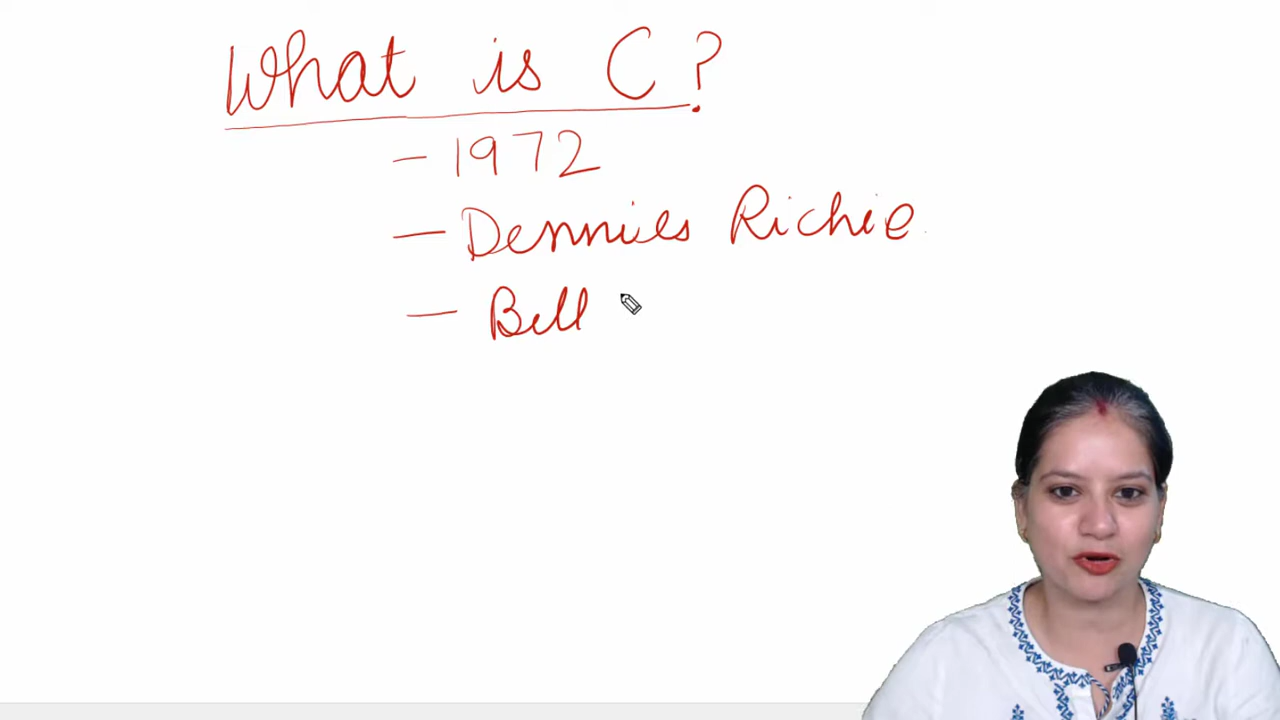 What is C?
- 1972
- Dennies Richie
- Bell